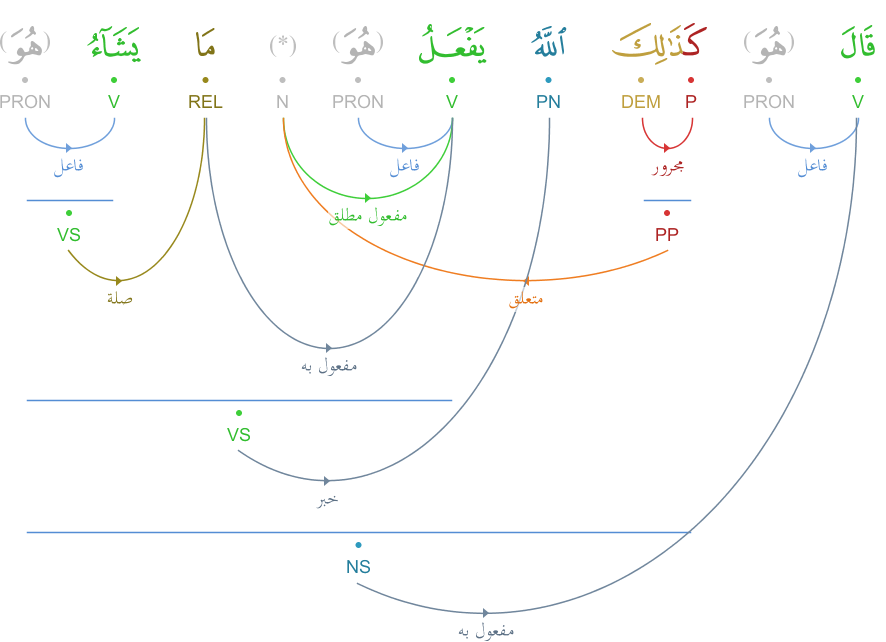 قَالَ (هُوَ) كَذَٰلِكَ ٱللَّهُ يَفْعَلُ (هُوَ) (*) مَا يَشَآءُ (هُوَ)
V PRON P DEM PN V PRON N REL V PRON
فاعل مجرور فاعل فاعل
مفعول مطلق
PP VS
متعلق صلة
مفعول به
VS
خبر
NS
مفعول به